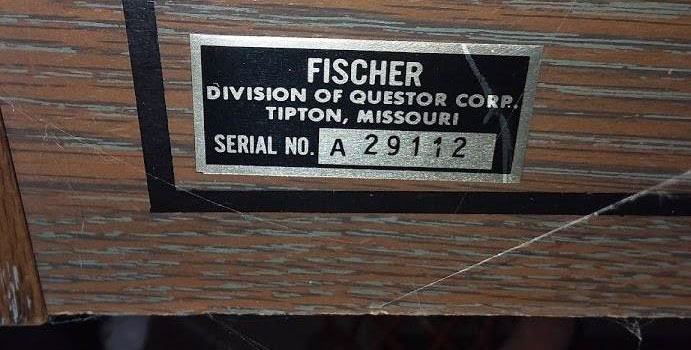 FISCHER
DIVISION OF QUESTOR CORP.
TIPTON, MISSOURI
SERIAL NO. A 29112